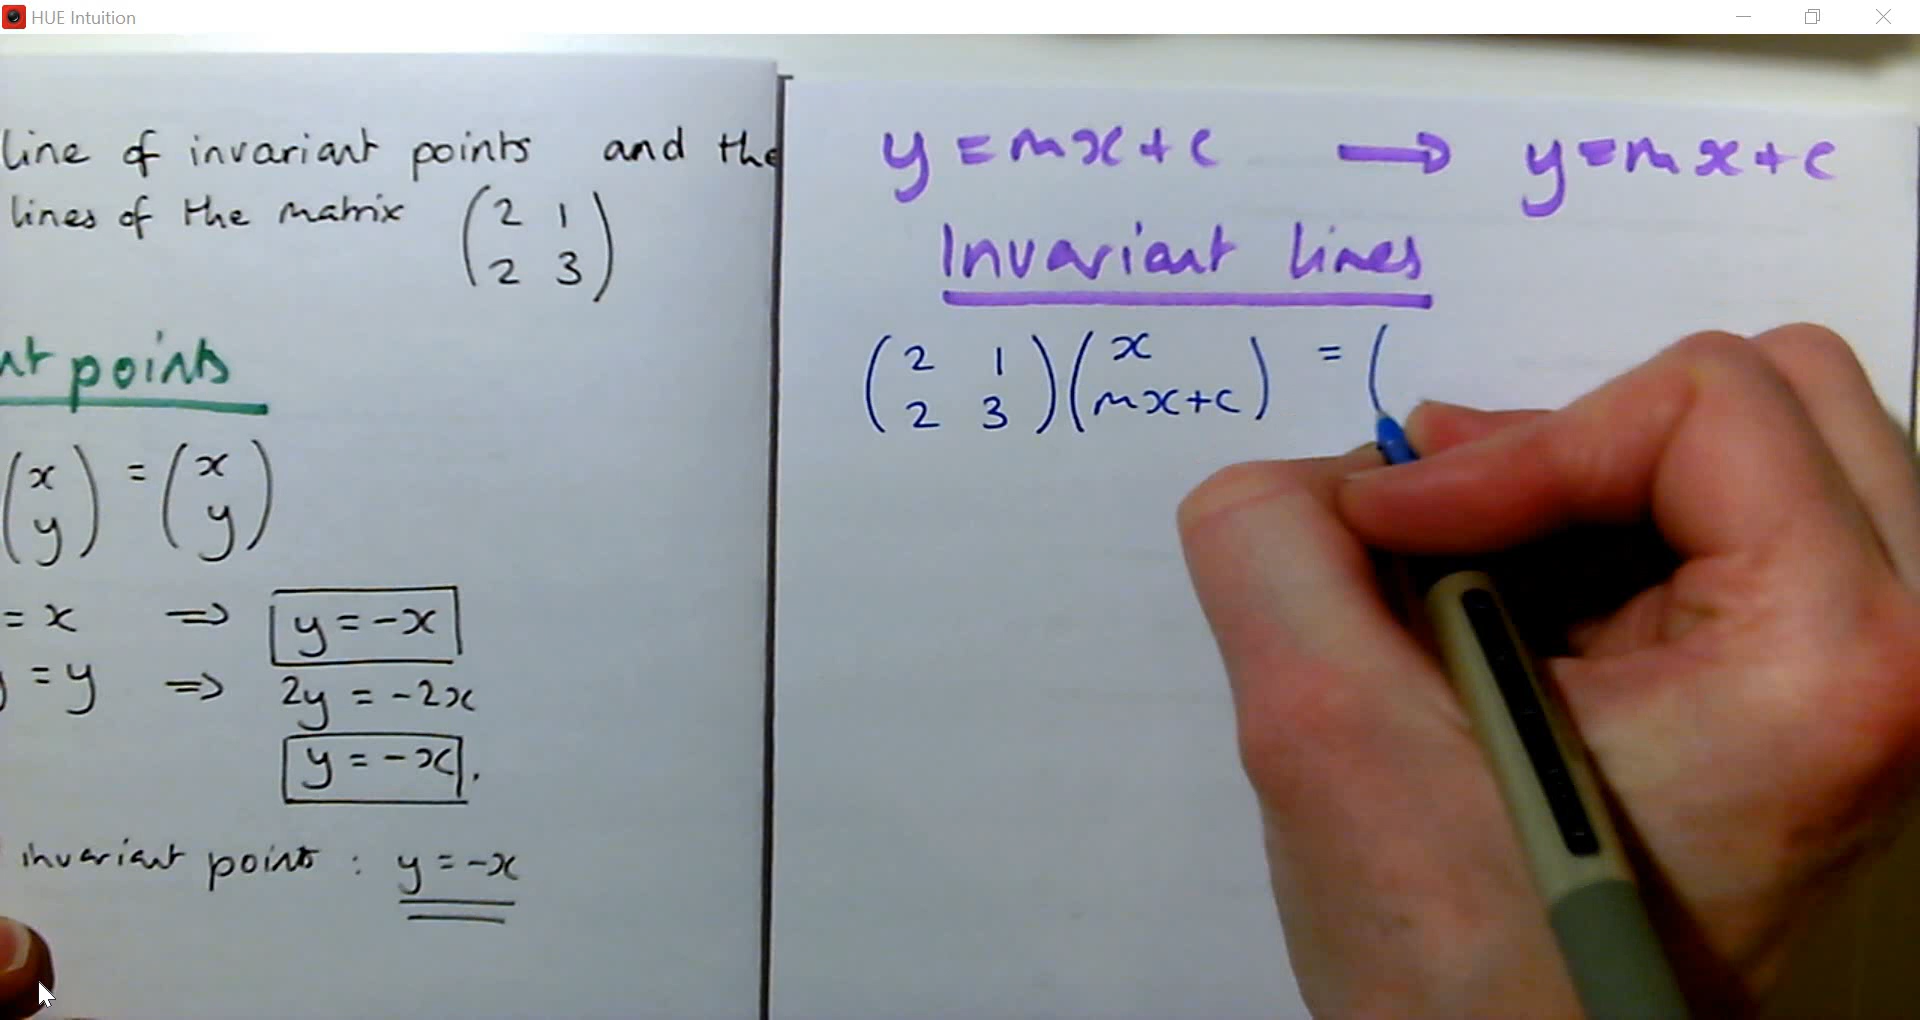 HUE Intuition
line of invariant points and the
lines of the matrix (2 1
2 3)
points
(x
y) = (x
y)
= x ⇒ y = -x
= y ⇒ 2y = -2x
y = -x.
invariant points : y = -x
y = mx + c → y = mx + c
Invariant lines
(2 1
2 3) (x
mx+c) = (